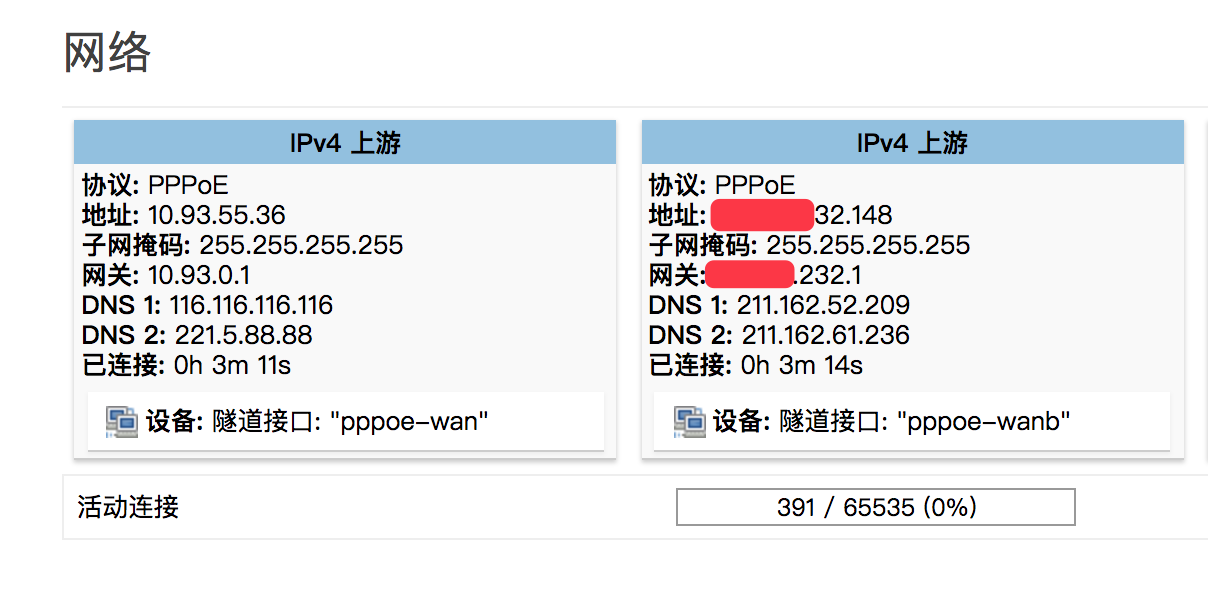 网络
IPv4 上游
协议: PPPoE
地址: 10.93.55.36
子网掩码: 255.255.255.255
网关: 10.93.0.1
DNS 1: 116.116.116.116
DNS 2: 221.5.88.88
已连接: 0h 3m 11s
设备: 隧道接口: "pppoe-wan"
IPv4 上游
协议: PPPoE
地址: 32.148
子网掩码: 255.255.255.255
网关: .232.1
DNS 1: 211.162.52.209
DNS 2: 211.162.61.236
已连接: 0h 3m 14s
设备: 隧道接口: "pppoe-wanb"
活动连接
391 / 65535 (0%)